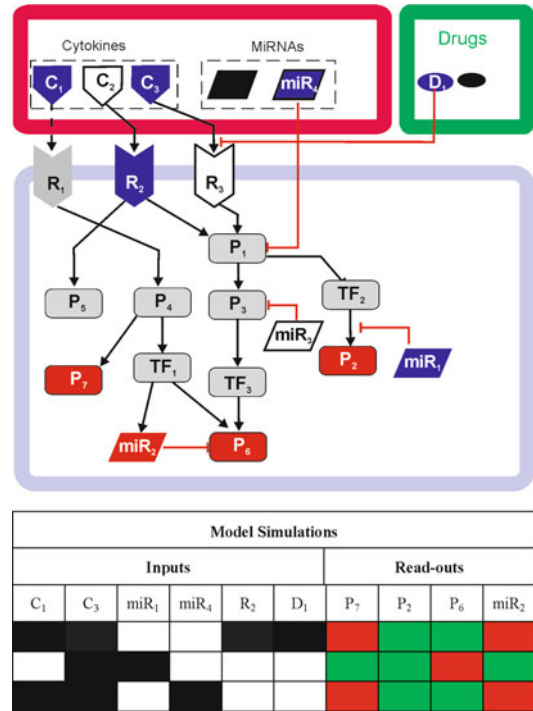 Cytokines
MiRNAs
Drugs
C1
C2
C3
miR4
D1
R1
R2
R3
P1
P5
P4
P3
TF2
miR3
P7
TF1
TF3
P2
miR1
miR2
P6
Model Simulations
Inputs
Read-outs
C1 C3 miR1 miR4 R2 D1 P7 P2 P6 miR2